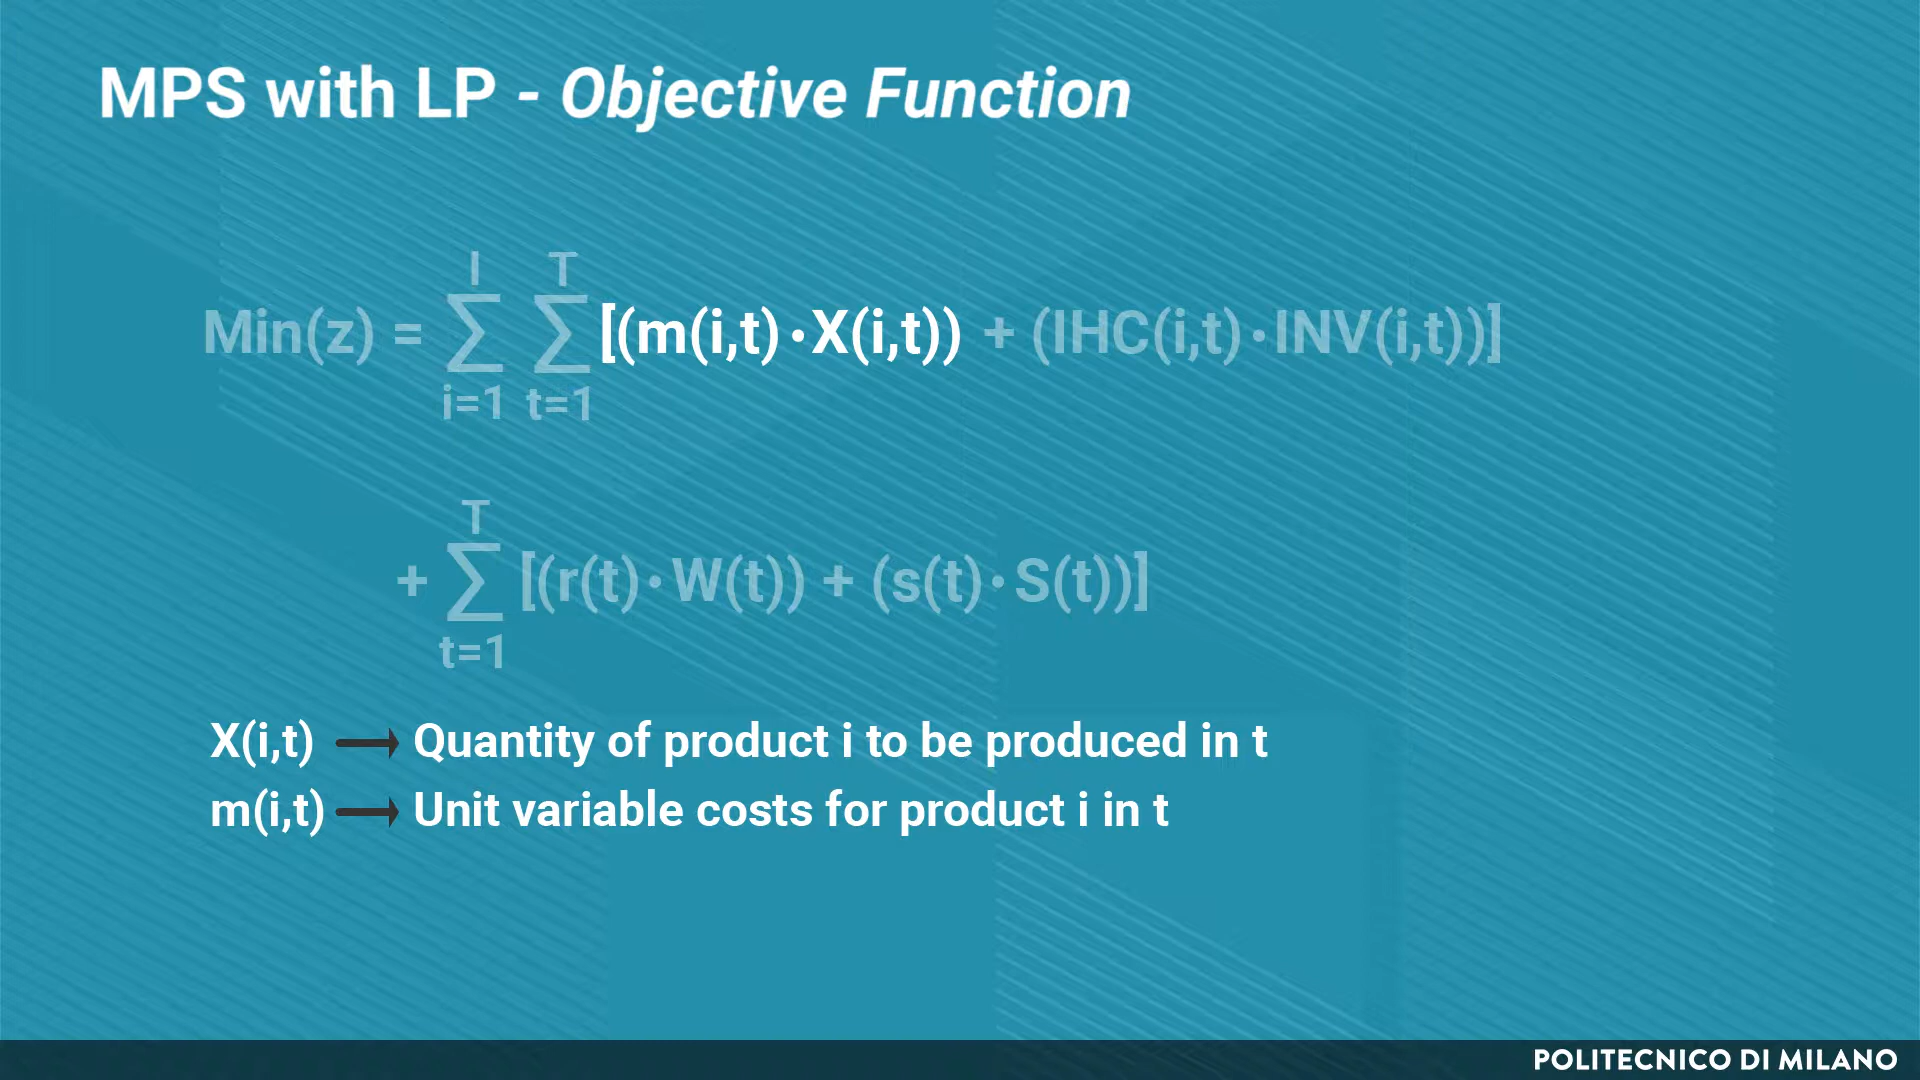 MPS with LP - Objective Function
I T
Min(z) = ∑ ∑ [(m(i,t)·X(i,t)) + (IHC(i,t)·INV(i,t))]
i=1 t=1
T
+ ∑ [(r(t)·W(t)) + (s(t)·S(t))]
t=1
X(i,t) → Quantity of product i to be produced in t
m(i,t) → Unit variable costs for product i in t
POLITECNICO DI MILANO